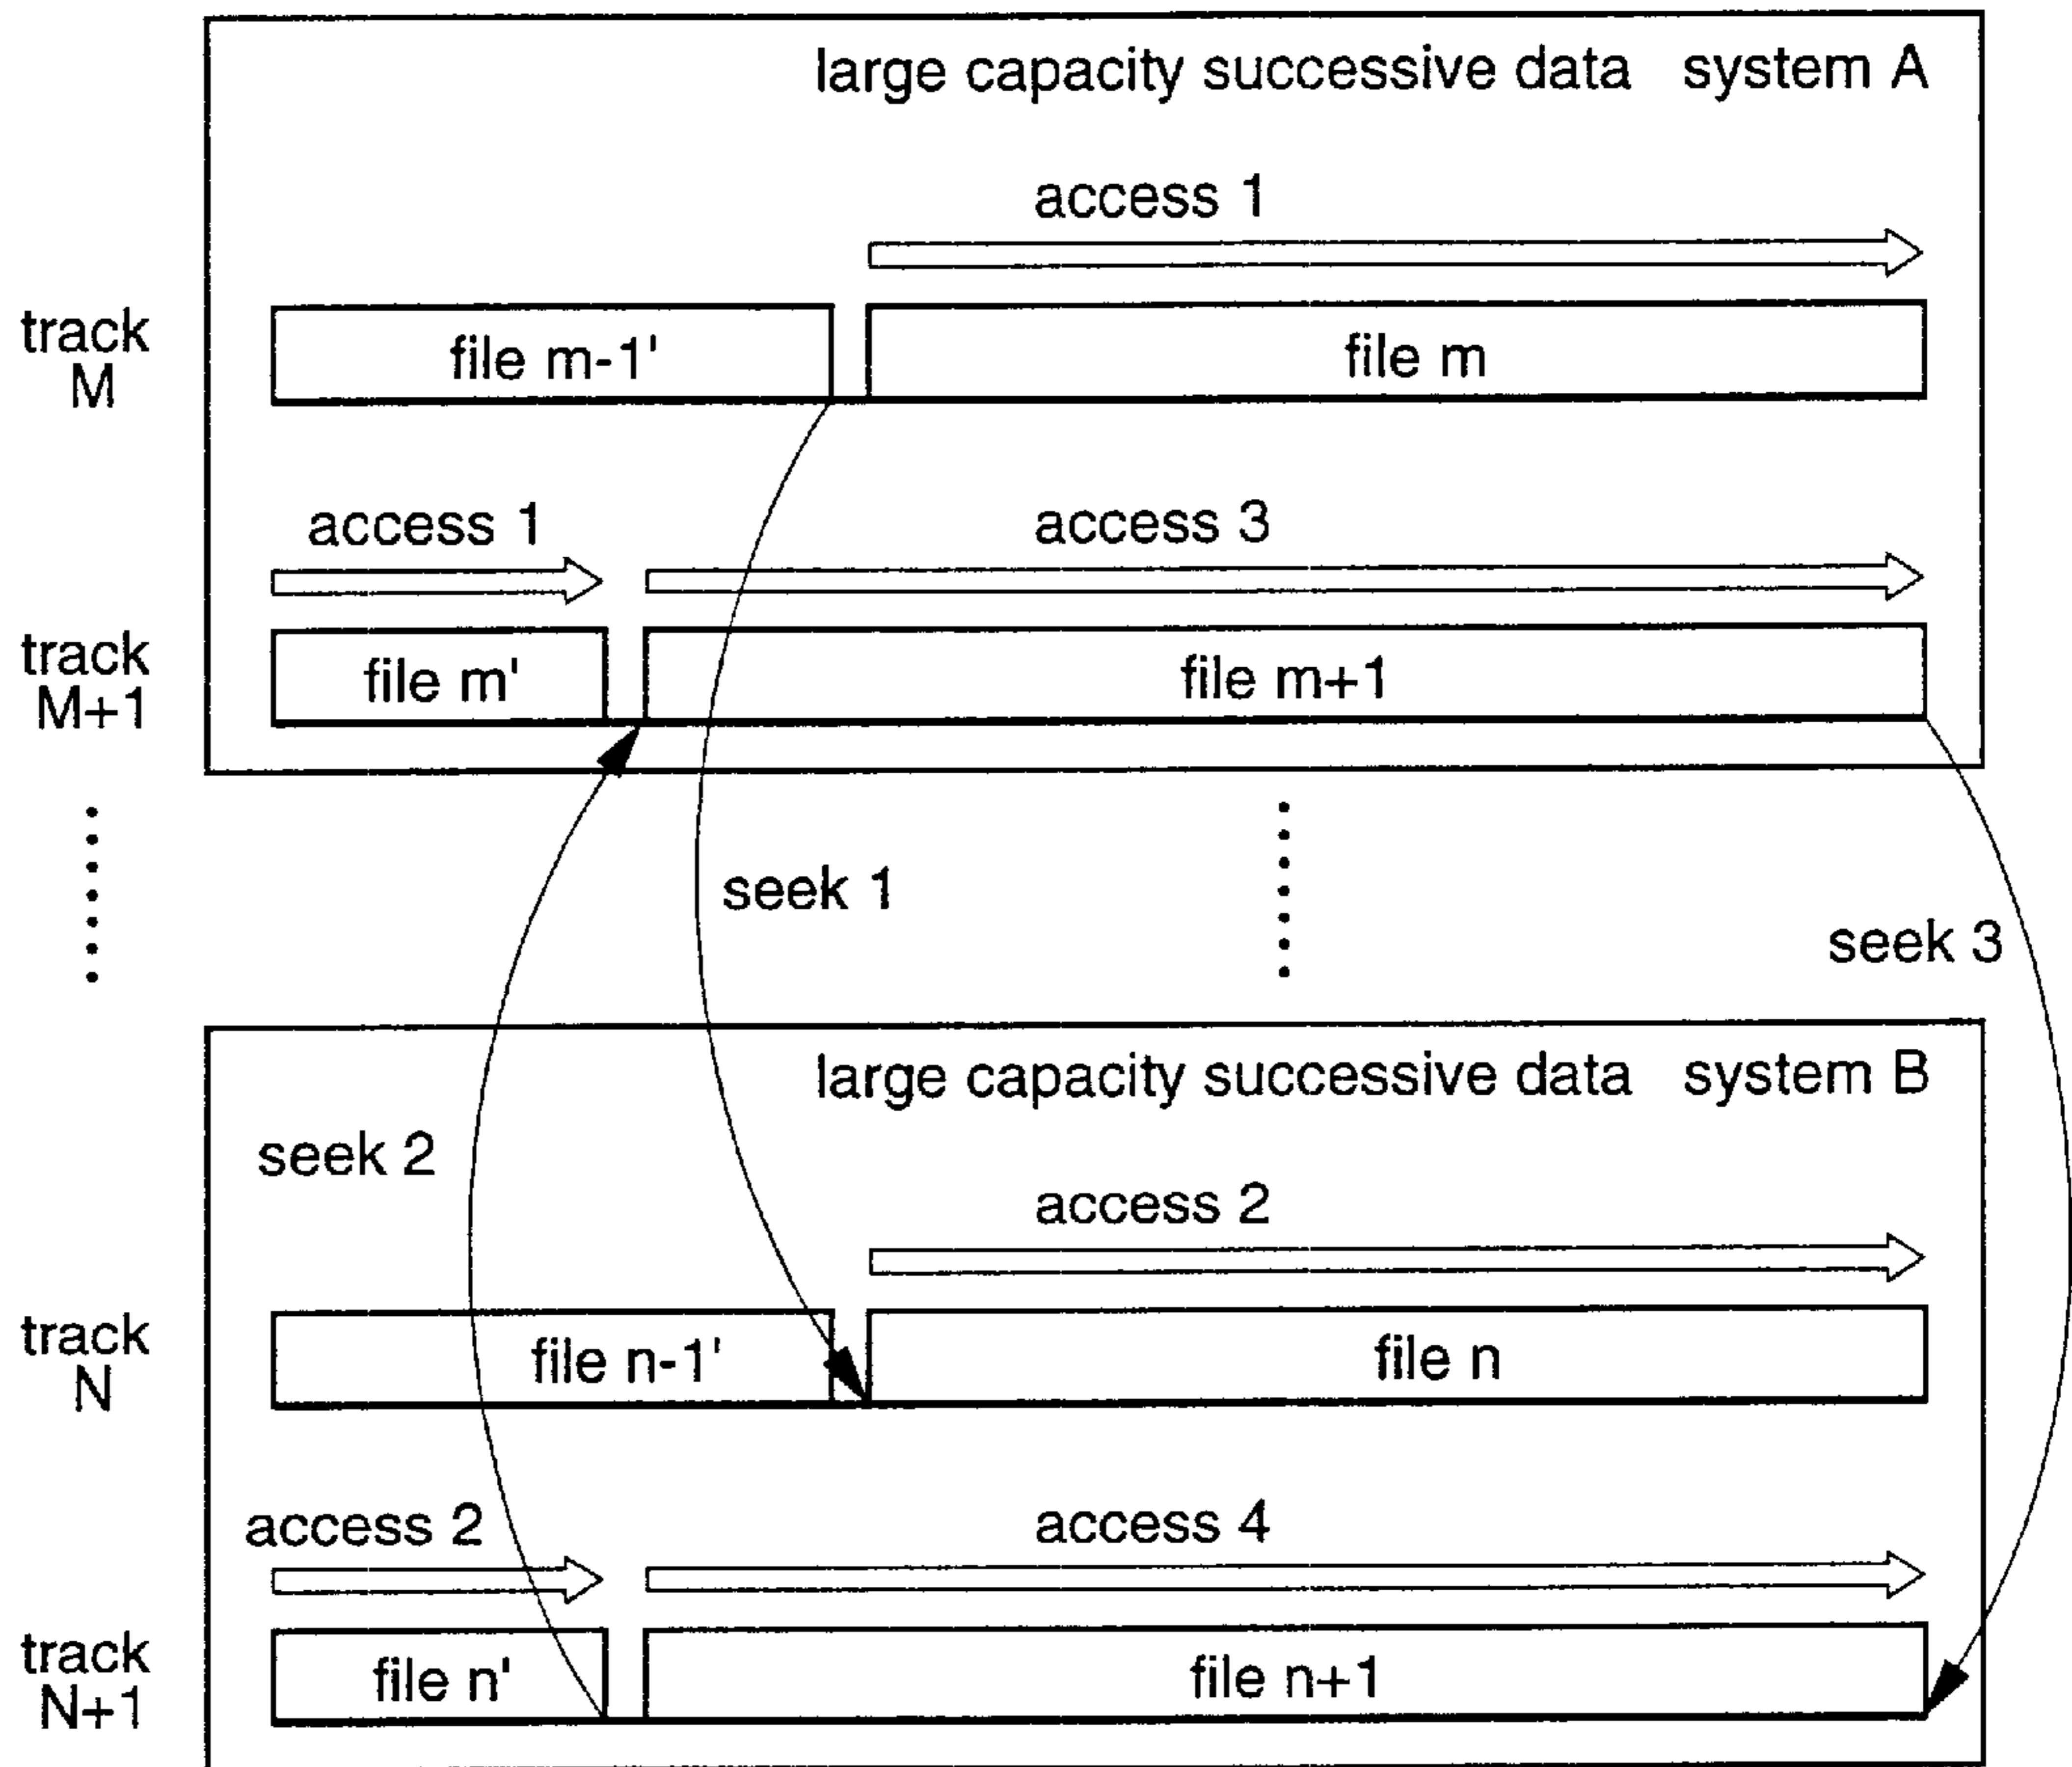 large capacity successive data system A
access 1
track
M
file m-1'
file m
access 1
access 3
track
M+1
file m'
file m+1
seek 1
seek 3
large capacity successive data system B
seek 2
access 2
track
N
file n-1'
file n
access 2
access 4
track
N+1
file n'
file n+1